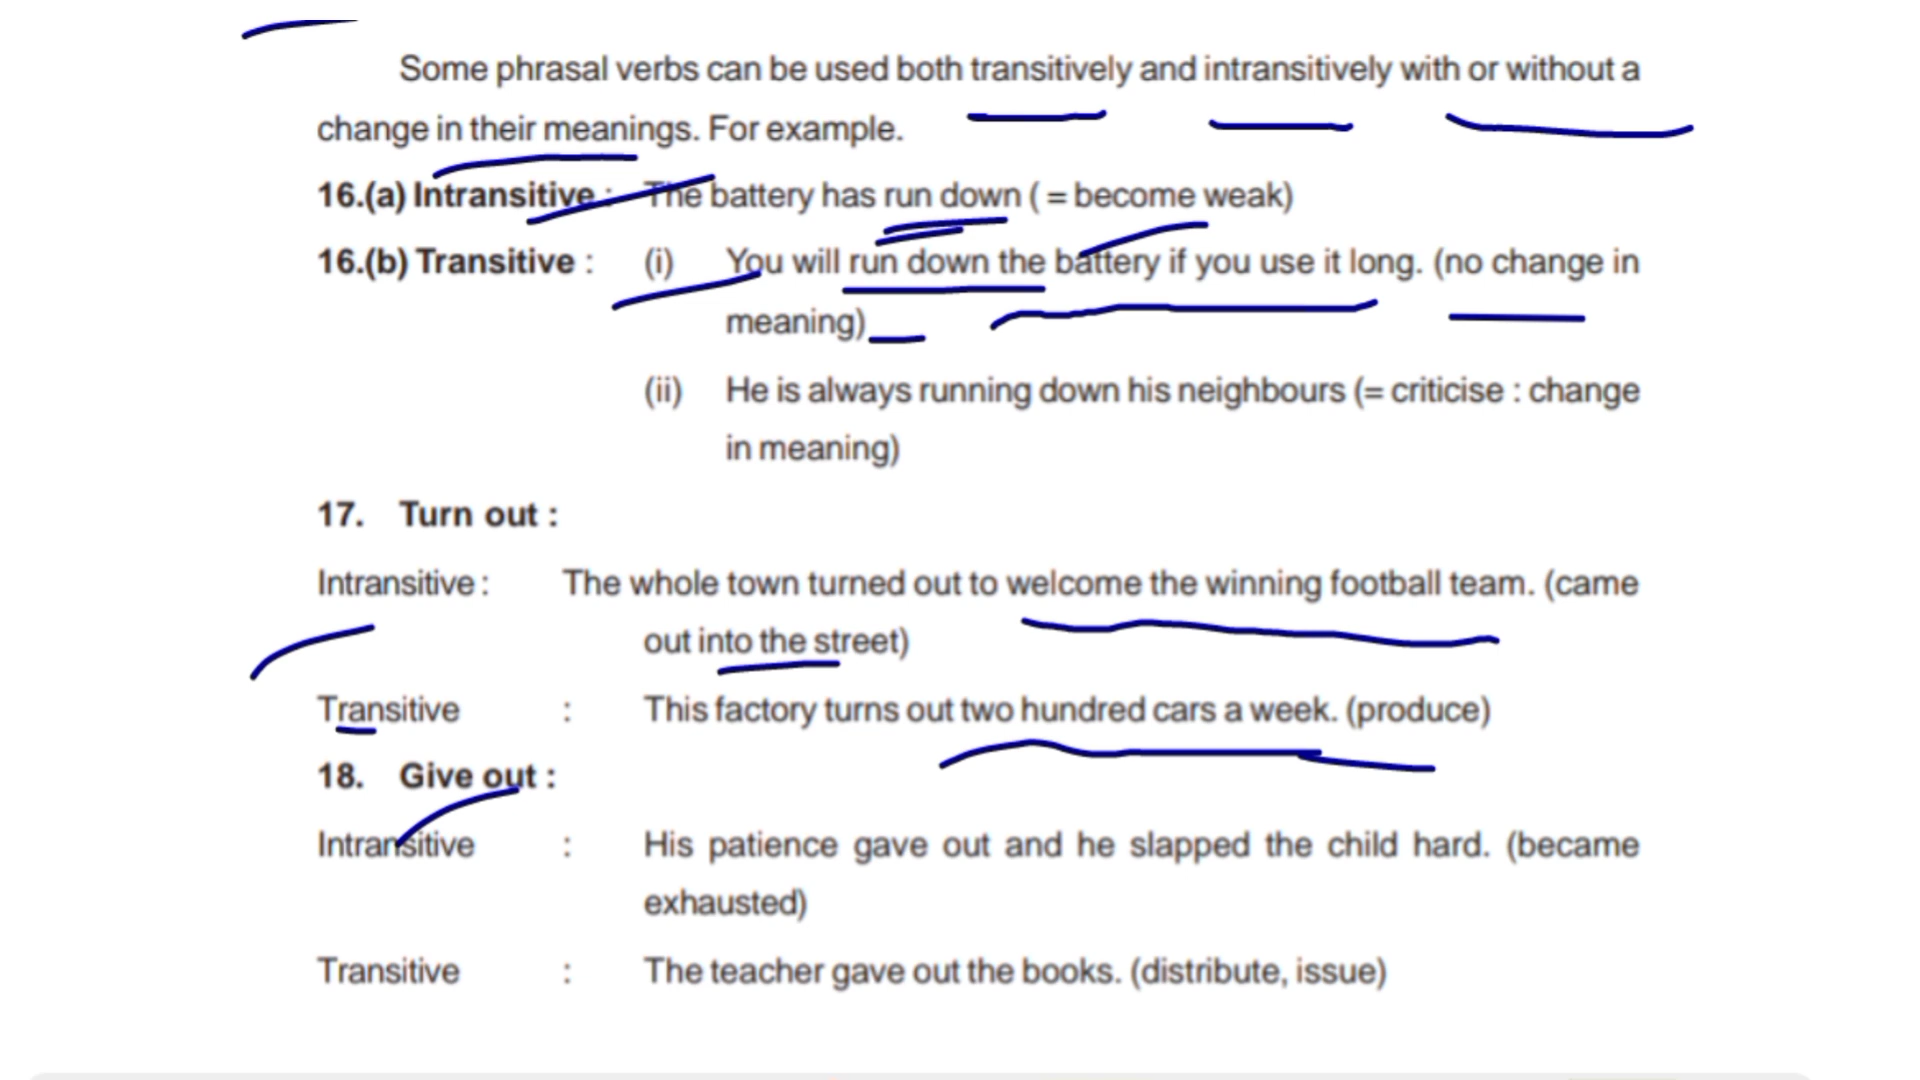 Some phrasal verbs can be used both transitively and intransitively with or without a
change in their meanings. For example.
16.(a) Intransitive : The battery has run down ( = become weak)
16.(b) Transitive : (i) You will run down the battery if you use it long. (no change in
meaning)
(ii) He is always running down his neighbours (= criticise : change
in meaning)
17. Turn out :
Intransitive : The whole town turned out to welcome the winning football team. (came
out into the street)
Transitive : This factory turns out two hundred cars a week. (produce)
18. Give out :
Intransitive : His patience gave out and he slapped the child hard. (became
exhausted)
Transitive : The teacher gave out the books. (distribute, issue)